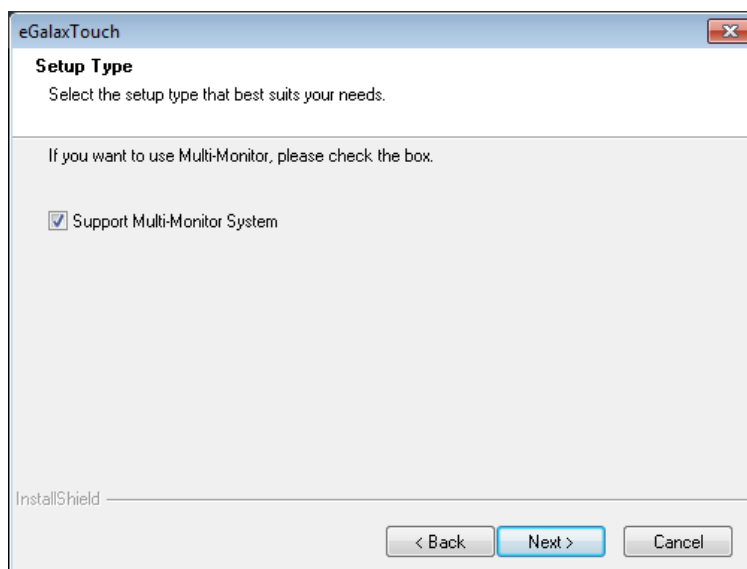 eGalaxTouch
Setup Type
Select the setup type that best suits your needs.
If you want to use Multi-Monitor, please check the box.
Support Multi-Monitor System
InstallShield
< Back Next > Cancel